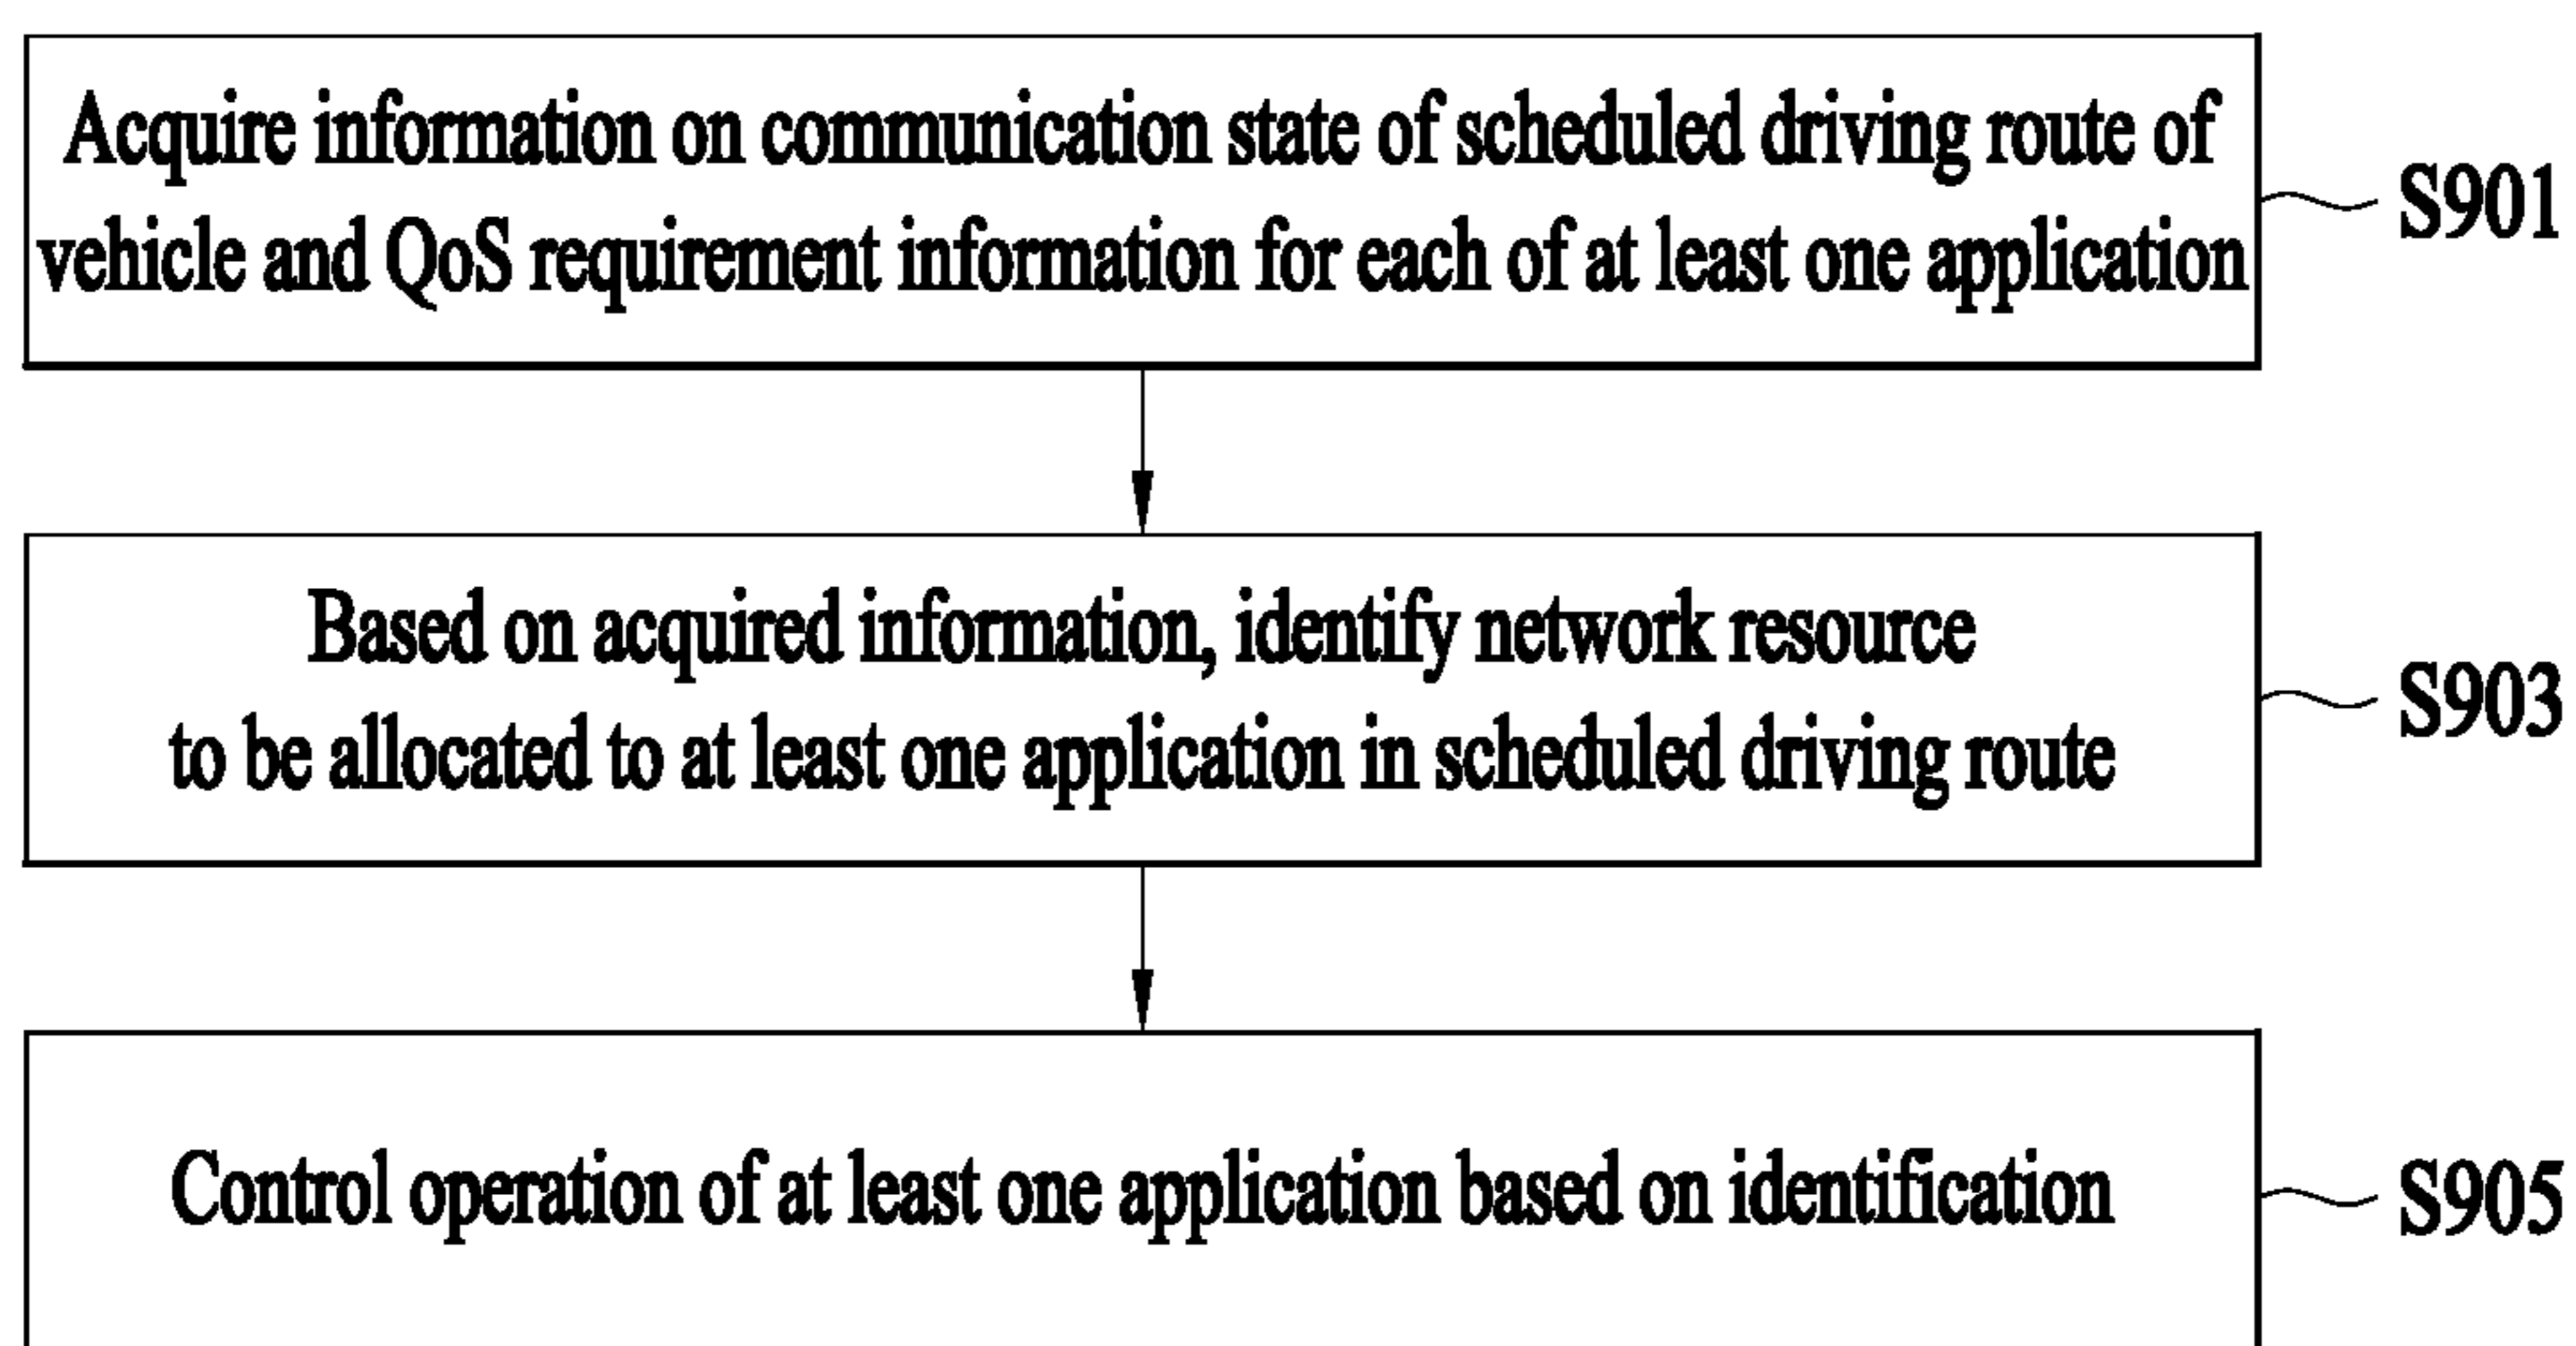 Acquire information on communication state of scheduled driving route of
vehicle and QoS requirement information for each of at least one application
S901
Based on acquired information, identify network resource
to be allocated to at least one application in scheduled driving route
S903
Control operation of at least one application based on identification
S905